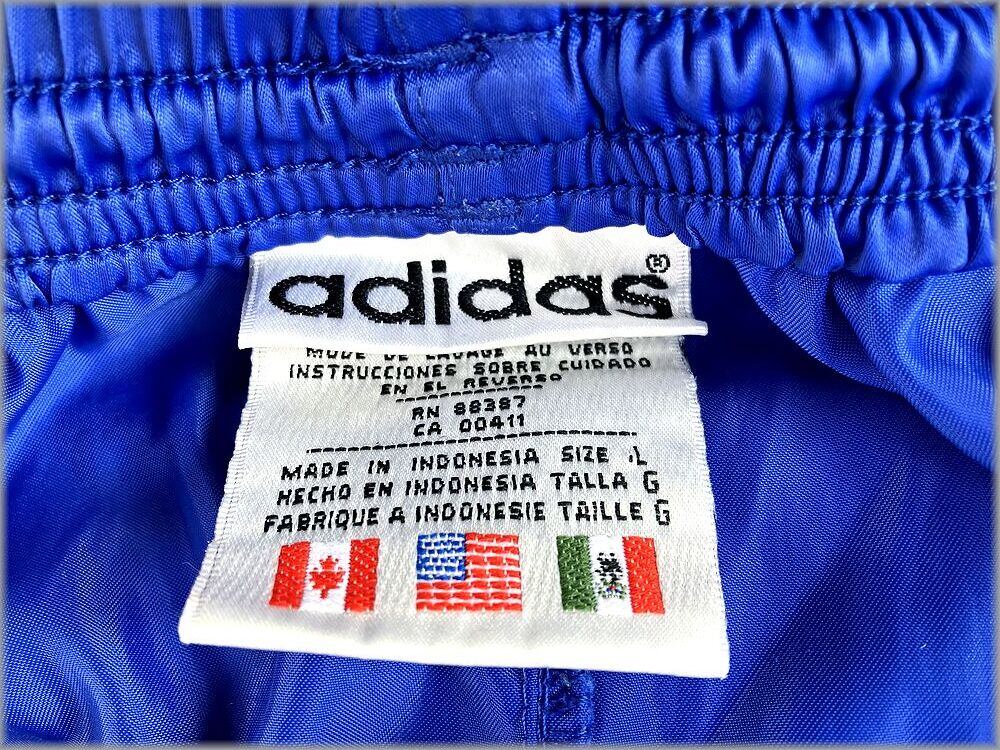 adidas®
MODE DE LAVAGE AU VERSO
INSTRUCCIONES SOBRE CUIDADO
EN EL REVERSO
RN 88387
CA 00411
MADE IN INDONESIA SIZE .L
HECHO EN INDONESIA TALLA G
FABRIQUE A INDONESIE TAILLE G